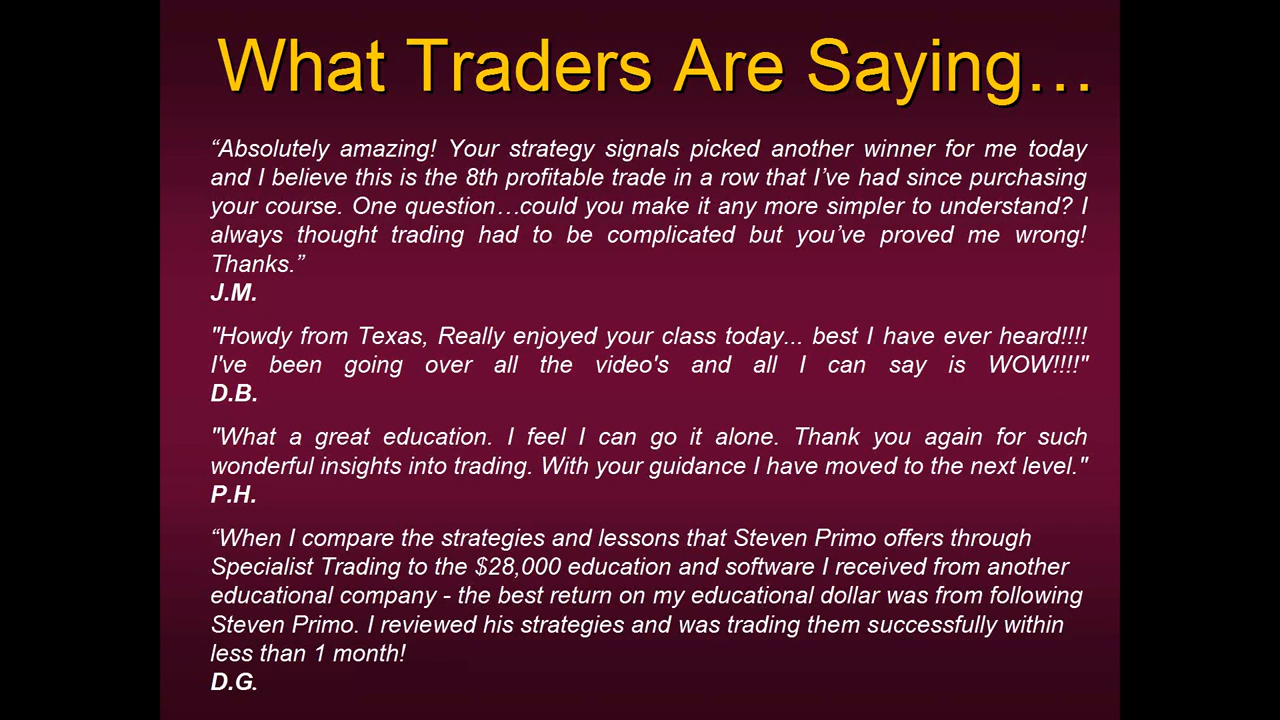 What Traders Are Saying…
“Absolutely amazing! Your strategy signals picked another winner for me today
and I believe this is the 8th profitable trade in a row that I’ve had since purchasing
your course. One question…could you make it any more simpler to understand? I
always thought trading had to be complicated but you’ve proved me wrong!
Thanks.”
J.M.
"Howdy from Texas, Really enjoyed your class today... best I have ever heard!!!!
I've been going over all the video's and all I can say is WOW!!!!"
D.B.
"What a great education. I feel I can go it alone. Thank you again for such
wonderful insights into trading. With your guidance I have moved to the next level."
P.H.
“When I compare the strategies and lessons that Steven Primo offers through
Specialist Trading to the $28,000 education and software I received from another
educational company - the best return on my educational dollar was from following
Steven Primo. I reviewed his strategies and was trading them successfully within
less than 1 month!
D.G.